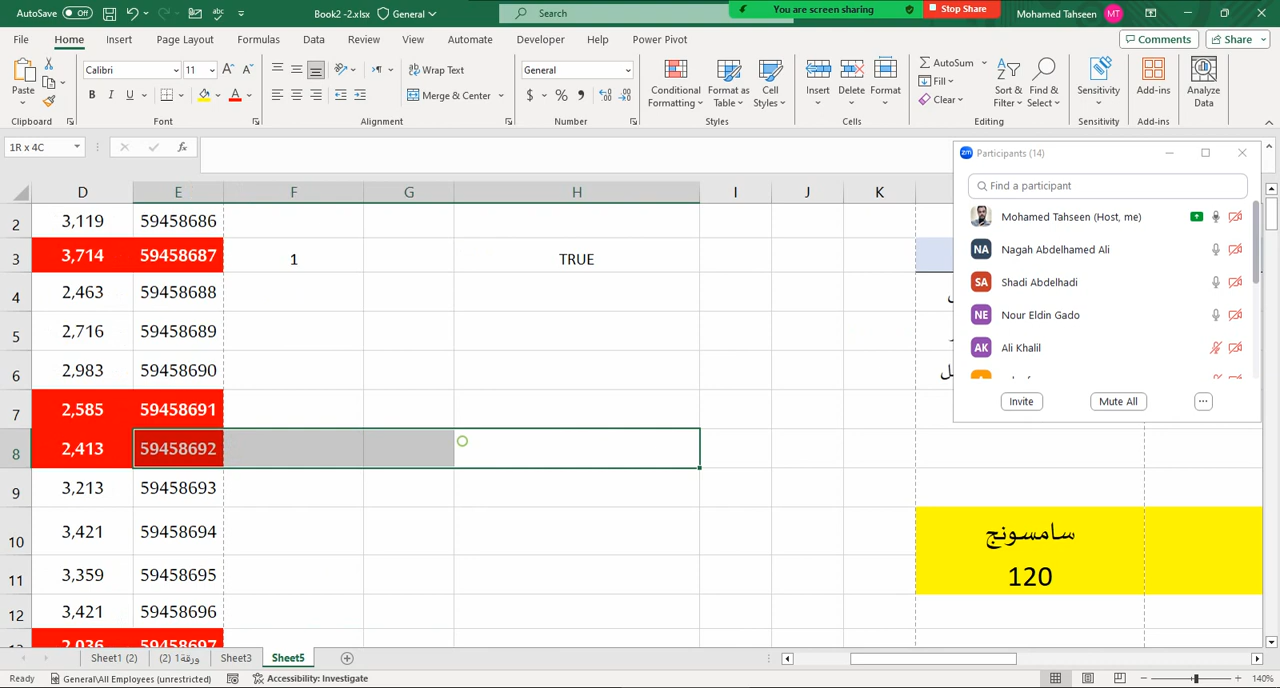 AutoSave Off Book2 -2.xlsx General Search You are screen sharing Stop Share Mohamed Tahseen MT
File Home Insert Page Layout Formulas Data Review View Automate Developer Help Power Pivot Comments Share
Paste Calibri 11 Wrap Text General Conditional Formatting Format as Table Cell Styles Insert Delete Format AutoSum Fill Clear Sort & Filter Find & Select Sensitivity Add-ins Analyze Data
B I U Merge & Center $ %
Clipboard Font Alignment Number Styles Cells Editing Sensitivity Add-ins
1R x 4C fx
D E F G H I J K
2 3,119 59458686
3 3,714 59458687 1 TRUE
4 2,463 59458688
5 2,716 59458689
6 2,983 59458690
7 2,585 59458691
8 2,413 59458692
9 3,213 59458693
10 3,421 59458694 سامسونج
11 3,359 59458695 120
12 3,421 59458696
2,036 59458697
zm Participants (14)
Find a participant
Mohamed Tahseen (Host, me)
NA Nagah Abdelhamed Ali
SA Shadi Abdelhadi
NE Nour Eldin Gado
AK Ali Khalil
Invite Mute All ...
Sheet1 (2) ورقة1 (2) Sheet3 Sheet5
Ready General\All Employees (unrestricted) Accessibility: Investigate 140%